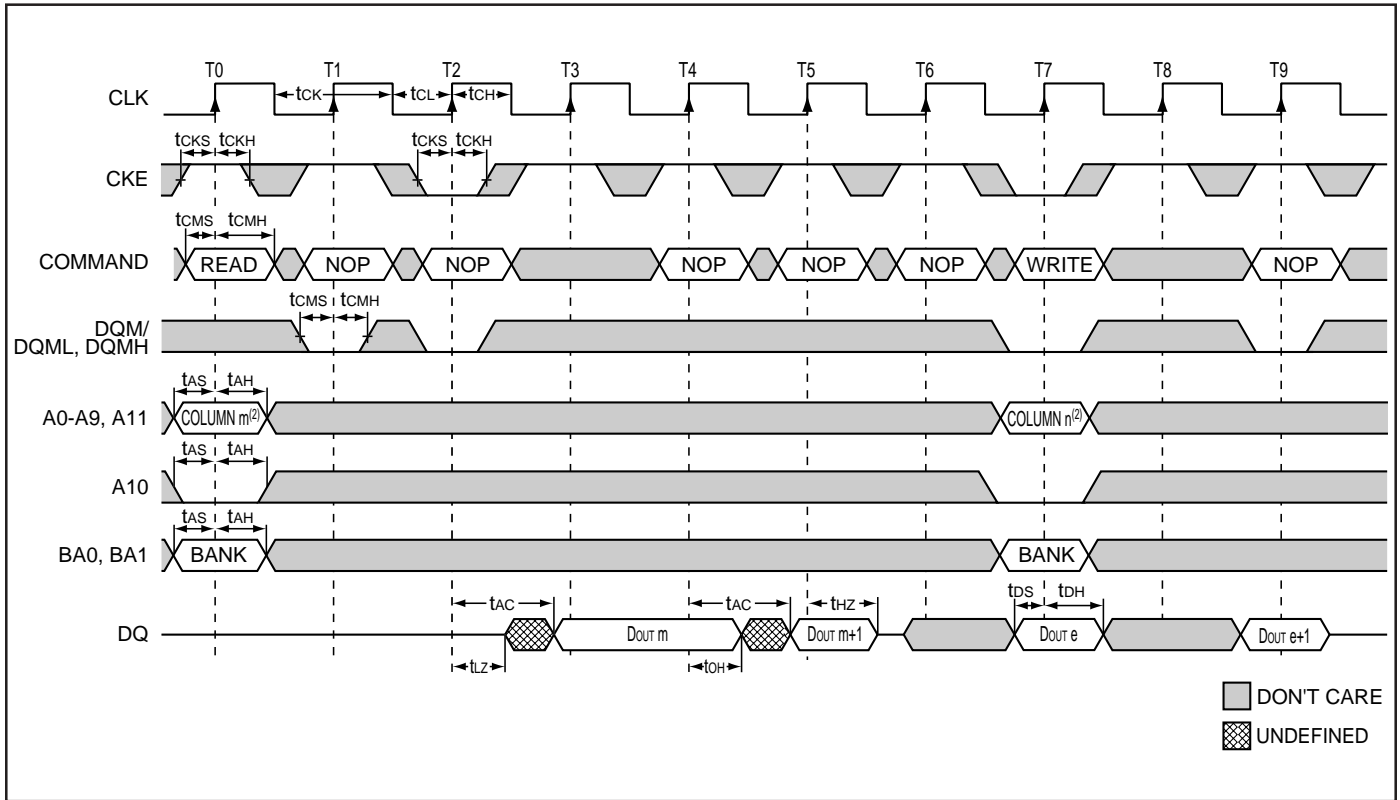 T0 T1 T2 T3 T4 T5 T6 T7 T8 T9
CLK tCK tCL tCH
tCKS tCKH tCKS tCKH
CKE
tCMS tCMH
COMMAND READ NOP NOP NOP NOP NOP WRITE NOP
tCMS tCMH
DQM/
DQML, DQMH
tAS tAH
A0-A9, A11 COLUMN m(2) COLUMN n(2)
tAS tAH
A10
tAS tAH
BA0, BA1 BANK BANK
tAC tAC tHZ tDS tDH
DQ DOUT m DOUT m+1 DOUT e DOUT e+1
tLZ tOH
DON'T CARE
UNDEFINED